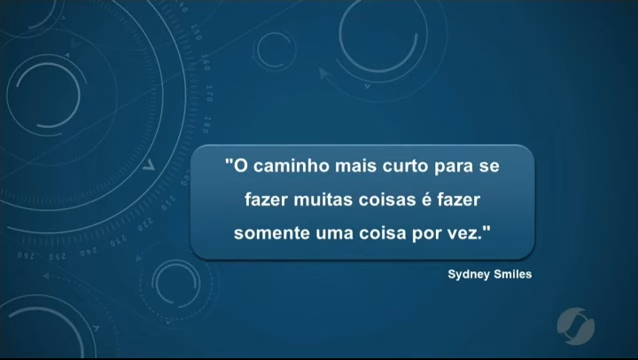 "O caminho mais curto para se
fazer muitas coisas é fazer
somente uma coisa por vez."
Sydney Smiles